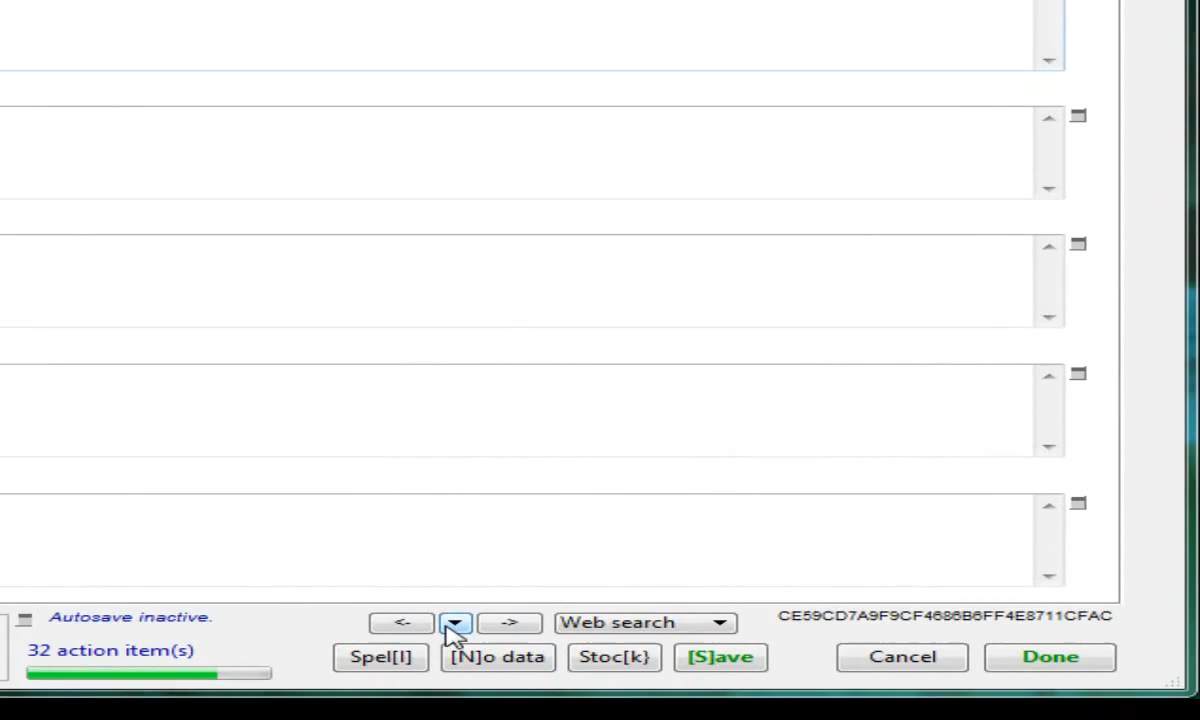 Autosave inactive.
<- -> Web search
CE59CD7A9F9CF4686B6FF4E8711CFAC
32 action item(s)
Spel[l] [N]o data Stoc[k} [S]ave Cancel Done